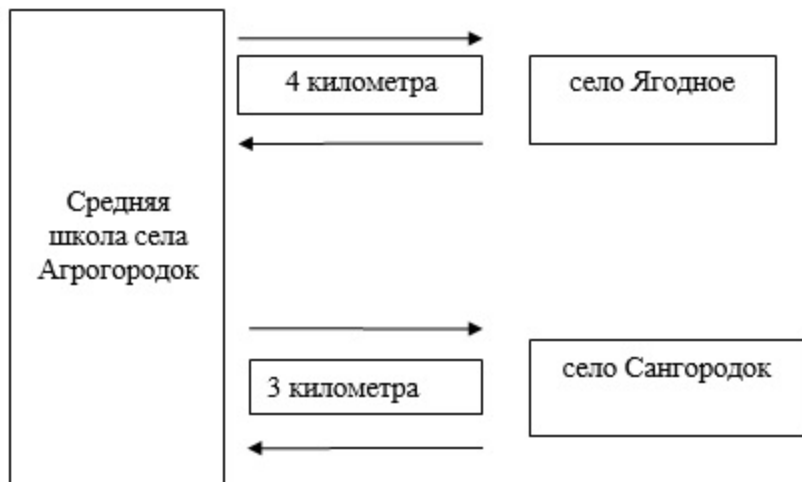 4 километра
село Ягодное
Средняя
школа села
Агрогородок
3 километра
село Сангородок